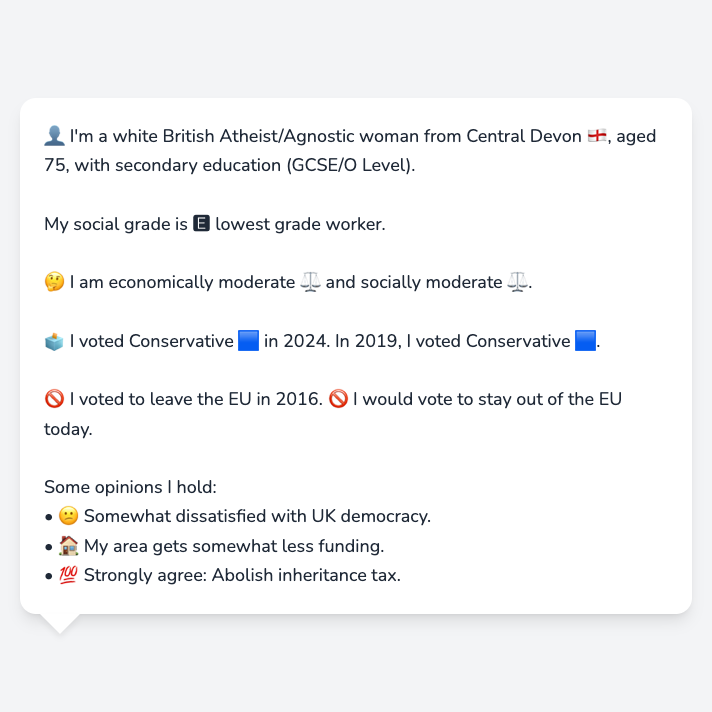 👤 I'm a white British Atheist/Agnostic woman from Central Devon 🏴󠁧󠁢󠁥󠁮󠁧󠁿, aged
75, with secondary education (GCSE/O Level).
My social grade is 🅴 lowest grade worker.
🤔 I am economically moderate ⚖️ and socially moderate ⚖️.
🗳️ I voted Conservative 🟦 in 2024. In 2019, I voted Conservative 🟦.
🚫 I voted to leave the EU in 2016. 🚫 I would vote to stay out of the EU
today.
Some opinions I hold:
• 😕 Somewhat dissatisfied with UK democracy.
• 🏠 My area gets somewhat less funding.
• 💯 Strongly agree: Abolish inheritance tax.